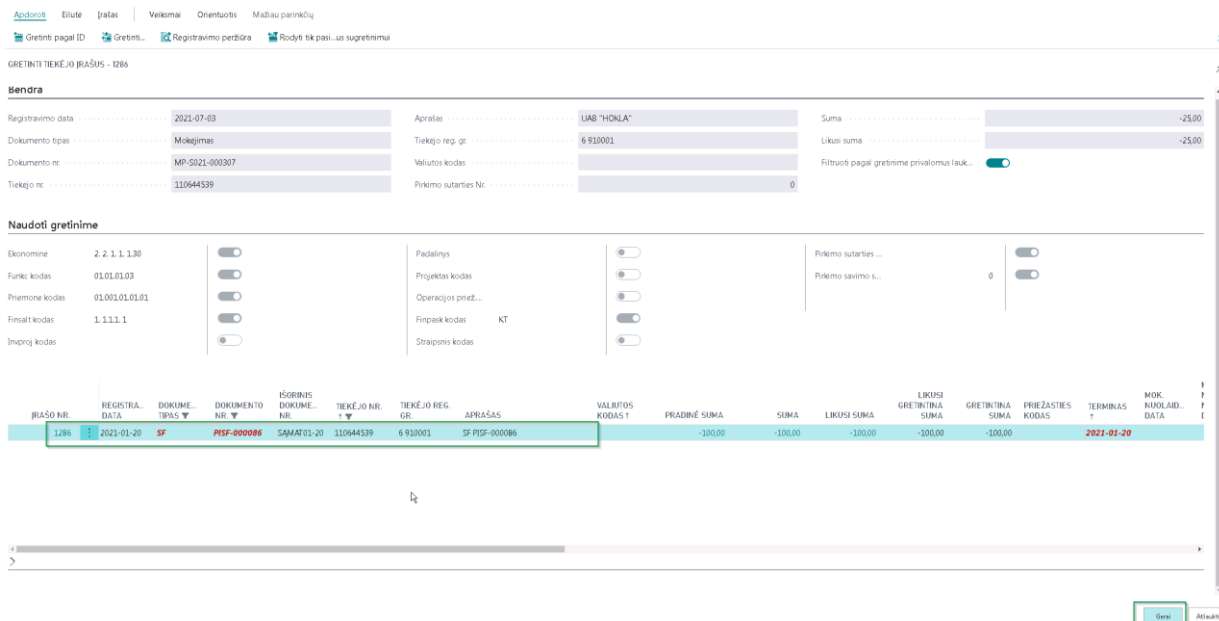 Apdoroti Eilutė Įrašas Veiksmai Orientuotis Mažiau parinkčių
Gretinti pagal ID Gretinti... Registravimo peržiūra Rodyti tik pasi...us sugretinimui
GRETINTI TIEKĖJO ĮRAŠUS - 1286
Bendra
Registravimo data 2021-07-03 Aprašas UAB "HOKLA" Suma -25,00
Dokumento tipas Mokėjimas Tiekėjo reg. gr. 6 910001 Likusi suma -25,00
Dokumento nr. MP-S021-000307 Valiutos kodas Filtruoti pagal gretinime privalomus lauk...
Tiekėjo nr. 110644539 Pirkimo sutarties Nr. 0
Naudoti gretinime
Ekonominė 2. 2. 1. 1. 1.30 Padalinys Pirkimo sutarties ...
Funkc kodas 01.01.01.03 Projektas kodas Pirkimo savimo s... 0
Priemonė kodas 01.001.01.01.01 Operacijos priež...
Finsalt kodas 1. 1.1.1. 1 Finpask kodas KT
Invproj kodas Straipsnis kodas
ĮRAŠO NR. REGISTRA... DATA DOKUME... TIPAS DOKUMENTO NR. IŠORINIS DOKUME... NR. TIEKĖJO NR. ↑ TIEKĖJO REG. GR. APRAŠAS VALIUTOS KODAS ↑ PRADINĖ SUMA SUMA LIKUSI SUMA LIKUSI GRETINTINA SUMA GRETINTINA SUMA PRIEŽASTIES KODAS TERMINAS ↑ MOK. NUOLAID... DATA
1286 2021-01-20 SF PISF-000086 SĄMAT01-20 110644539 6 910001 SF PISF-000086 -100,00 -100,00 -100,00 -100,00 -100,00 2021-01-20
Gerai Atšaukti